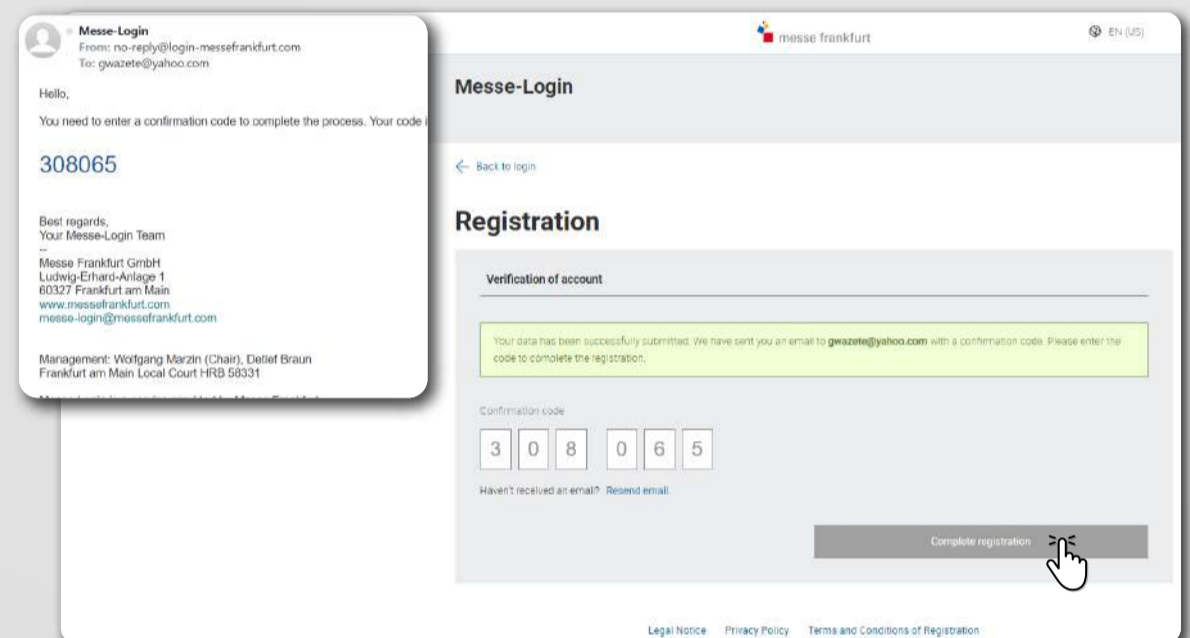 Messe-Login
From: no-reply@login-messefrankfurt.com
To: gwazete@yahoo.com
Hello,
You need to enter a confirmation code to complete the process. Your code i
308065
Best regards,
Your Messe-Login Team
--
Messe Frankfurt GmbH
Ludwig-Erhard-Anlage 1
60327 Frankfurt am Main
www.messefrankfurt.com
messe-login@messefrankfurt.com
Management: Wolfgang Marzin (Chair), Detlef Braun
Frankfurt am Main Local Court HRB 58331
messe frankfurt
EN (US)
Messe-Login
Back to login
Registration
Verification of account
Your data has been successfully submitted. We have sent you an email to gwazete@yahoo.com with a confirmation code. Please enter the
code to complete the registration.
Confirmation code
3 0 8 0 6 5
Haven't received an email? Resend email
Complete registration
Legal Notice Privacy Policy Terms and Conditions of Registration